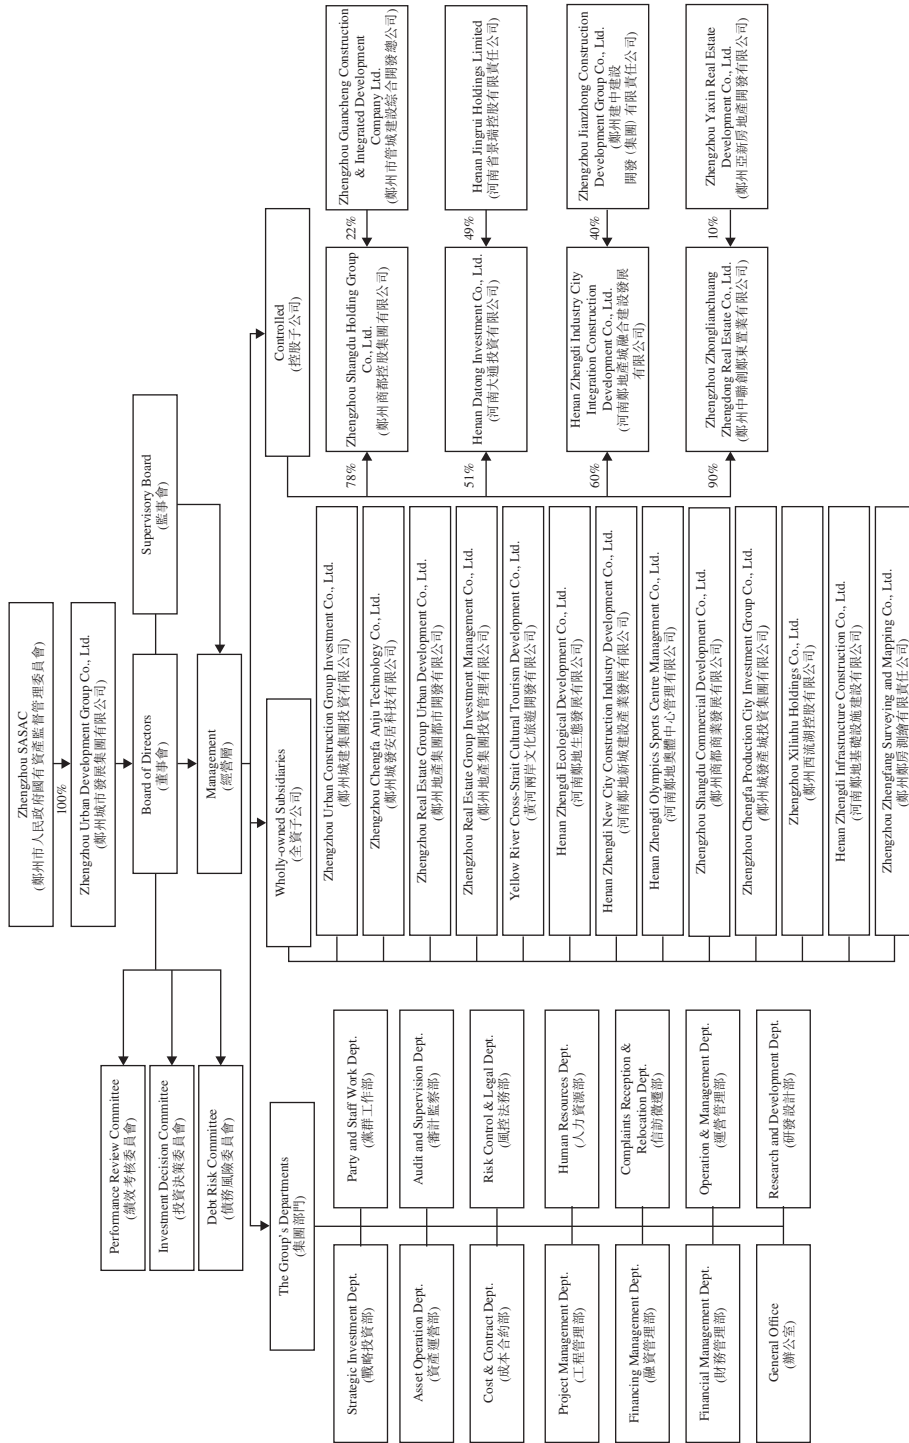 Zhengzhou SASAC
(鄭州市人民政府國有資產監督管理委員會)
100%
Zhengzhou Urban Development Group Co., Ltd.
(鄭州城市發展集團有限公司)
Board of Directors
(董事會)
Supervisory Board
(監事會)
Performance Review Committee
(績效考核委員會)
Investment Decision Committee
(投資決策委員會)
Debt Risk Committee
(債務風險委員會)
Management
(經營層)
The Group's Departments
(集團部門)
Wholly-owned Subsidiaries
(全資子公司)
Controlled
(控股子公司)
Strategic Investment Dept.
(戰略投資部)
Party and Staff Work Dept.
(黨群工作部)
Asset Operation Dept.
(資產運營部)
Audit and Supervision Dept.
(審計監察部)
Cost & Contract Dept.
(成本合約部)
Risk Control & Legal Dept.
(風控法務部)
Project Management Dept.
(工程管理部)
Human Resources Dept.
(人力資源部)
Financing Management Dept.
(融資管理部)
Complaints Reception &
Relocation Dept.
(信訪徵遷部)
Financial Management Dept.
(財務管理部)
Operation & Management Dept.
(運營管理部)
General Office
(辦公室)
Research and Development Dept.
(研發設計部)
Zhengzhou Urban Construction Group Investment Co., Ltd.
(鄭州城建集團投資有限公司)
Zhengzhou Chengfa Anju Technology Co., Ltd.
(鄭州城發安居科技有限公司)
Zhengzhou Real Estate Group Urban Development Co., Ltd.
(鄭州地產集團都市開發有限公司)
Zhengzhou Real Estate Group Investment Management Co., Ltd.
(鄭州地產集團投資管理有限公司)
Yellow River Cross-Strait Cultural Tourism Development Co., Ltd.
(黃河兩岸文化旅遊開發有限公司)
Henan Zhengdi Ecological Development Co., Ltd.
(河南鄭地生態發展有限公司)
Henan Zhengdi New City Construction Industry Development Co., Ltd.
(河南鄭地新城建設產業發展有限公司)
Henan Zhengdi Olympics Sports Centre Management Co., Ltd.
(河南鄭地奧體中心管理有限公司)
Zhengzhou Shangdu Commercial Development Co., Ltd.
(鄭州商都商業發展有限公司)
Zhengzhou Chengfa Production City Investment Group Co., Ltd.
(鄭州城發產城投資集團有限公司)
Zhengzhou Xiliuhu Holdings Co., Ltd.
(鄭州西流湖控股有限公司)
Henan Zhengdi Infrastructure Construction Co., Ltd.
(河南鄭地基礎設施建設有限公司)
Zhengzhou Zhengfang Surveying and Mapping Co., Ltd.
(鄭州鄭房測繪有限責任公司)
78%
Zhengzhou Shangdu Holding Group
Co., Ltd.
(鄭州商都控股集團有限公司)
22%
Zhengzhou Guancheng Construction
& Integrated Development
Company Ltd.
(鄭州市管城建設綜合開發總公司)
51%
Henan Datong Investment Co., Ltd.
(河南大通投資有限公司)
49%
Henan Jingrui Holdings Limited
(河南省景瑞控股有限責任公司)
60%
Henan Zhengdi Industry City
Integration Construction
Development Co., Ltd.
(河南鄭地產城融合建設發展
有限公司)
40%
Zhengzhou Jianzhong Construction
Development Group Co., Ltd.
(鄭州建中建設
開發 (集團) 有限責任公司)
90%
Zhengzhou Zhonglianchuang
Zhengdong Real Estate Co., Ltd.
(鄭州中聯創鄭東置業有限公司)
10%
Zhengzhou Yaxin Real Estate
Development Co., Ltd.
(鄭州亞新房地產開發有限公司)